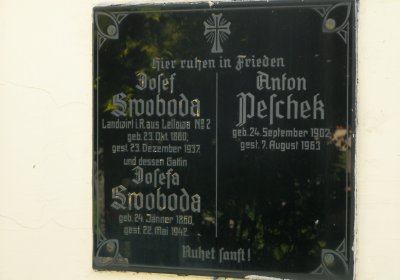 Hier ruhen in Frieden
Josef
Swoboda
Landwirt i.R. aus Lellowa No 2
geb. 23. Okt. 1860,
gest. 23. Dezember 1937,
und dessen Gattin
Josefa
Swoboda
geb. 24. Jänner 1860,
gest. 22. Mai 1942.
Anton
Peschek
geb. 24. September 1902,
gest. 7. August 1963
Ruhet sanft!